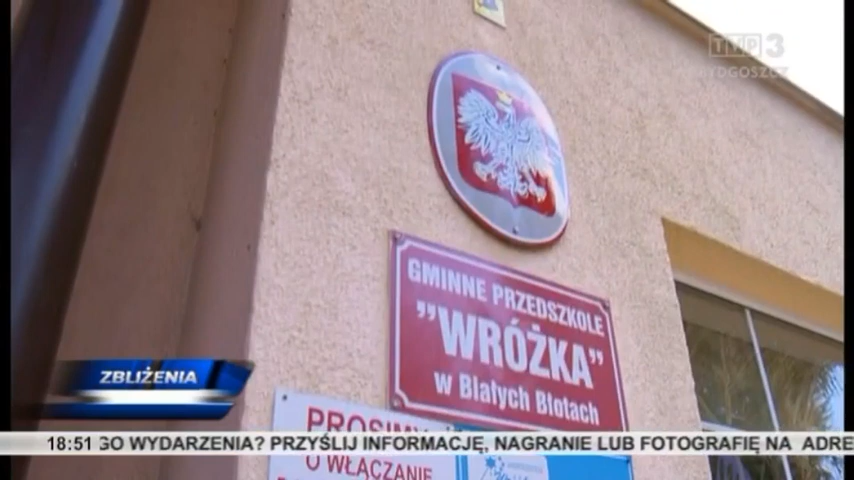 TVP3
BYDGOSZCZ
GMINNE PRZEDSZKOLE
"WRÓŻKA"
w Białych Błotach
ZBLIŻENIA
PROSIMY
O WŁĄCZANIE
18:51 GO WYDARZENIA? PRZYŚLIJ INFORMACJĘ, NAGRANIE LUB FOTOGRAFIĘ NA ADRE